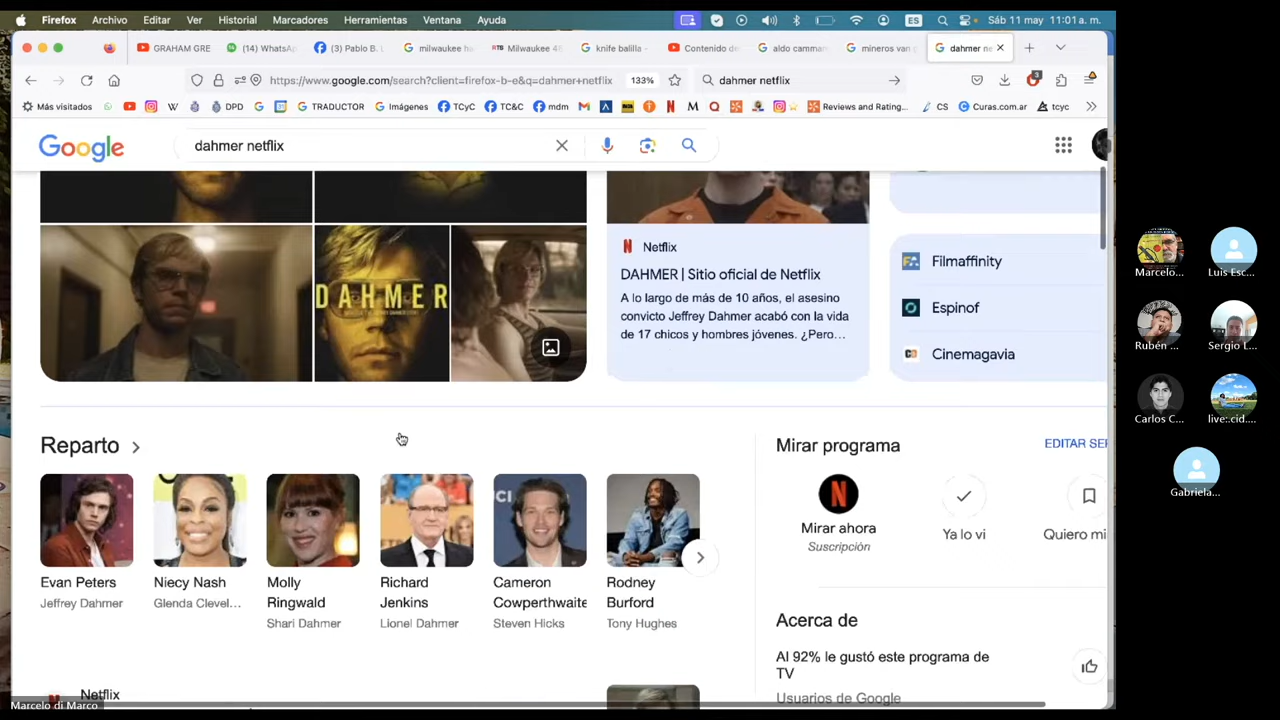 Firefox Archivo Editar Ver Historial Marcadores Herramientas Ventana Ayuda ES Sáb 11 may 11:01 a. m.
GRAHAM GRE (14) WhatsA Pablo B. milwaukee h Milwaukee 4 knife balilla - Contenido de aldo camman mineros van g dahmer ne
https://www.google.com/search?client=firefox-b-e&q=dahmer+netflix 133% dahmer netflix 3
Más visitados DPD TRADUCTOR Imágenes TCyC TC&C mdm Reviews and Rating... CS Curas.com.ar tcyc
Google dahmer netflix
DAHMER
Netflix
DAHMER | Sitio oficial de Netflix
A lo largo de más de 10 años, el asesino
convicto Jeffrey Dahmer acabó con la vida
de 17 chicos y hombres jóvenes. ¿Pero...
Filmaffinity
Espinof
Cinemagavia
Reparto
Evan Peters
Jeffrey Dahmer
Niecy Nash
Glenda Clevel...
Molly
Ringwald
Shari Dahmer
Richard
Jenkins
Lionel Dahmer
Cameron
Cowperthwaite
Steven Hicks
Rodney
Burford
Tony Hughes
Mirar programa
EDITAR SER
Mirar ahora
Suscripción
Ya lo vi
Quiero mi
Acerca de
Al 92% le gustó este programa de
TV
Usuarios de Google
Netflix
Marcelo di Marco
Marcelo... Luis Esc...
Rubén ... Sergio L...
Carlos C... live:.cid....
Gabriela...